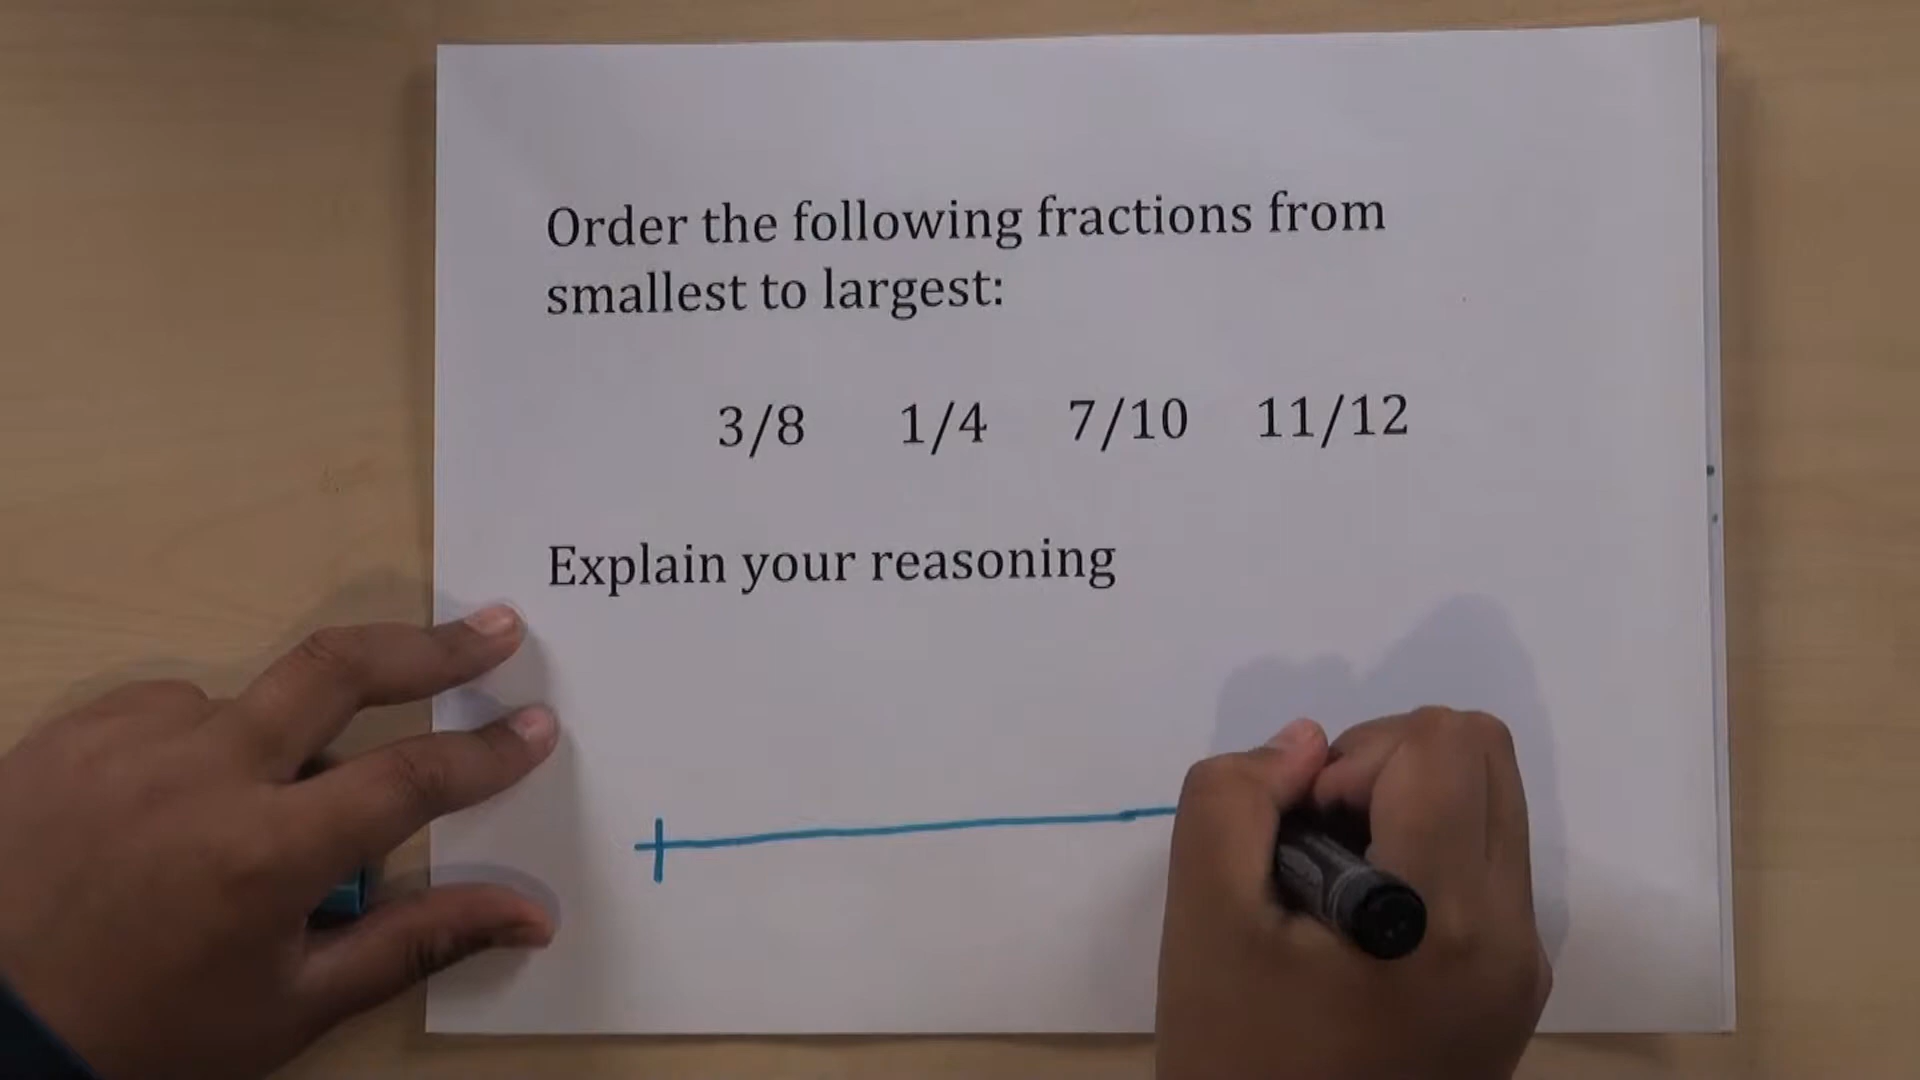 Order the following fractions from
smallest to largest:
3/8 1/4 7/10 11/12
Explain your reasoning